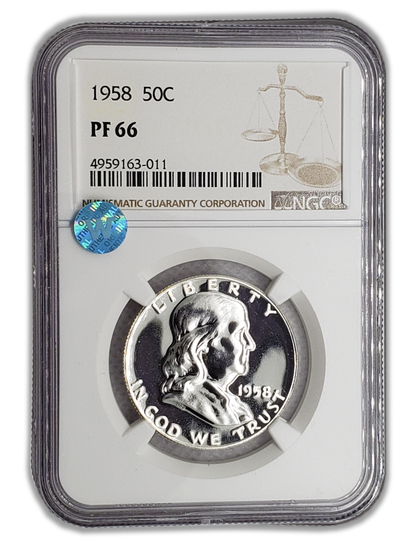 1958 50C
PF 66
4959163-011
NUMISMATIC GUARANTY CORPORATION
NGC
LIBERTY
1958
IN GOD WE TRUST